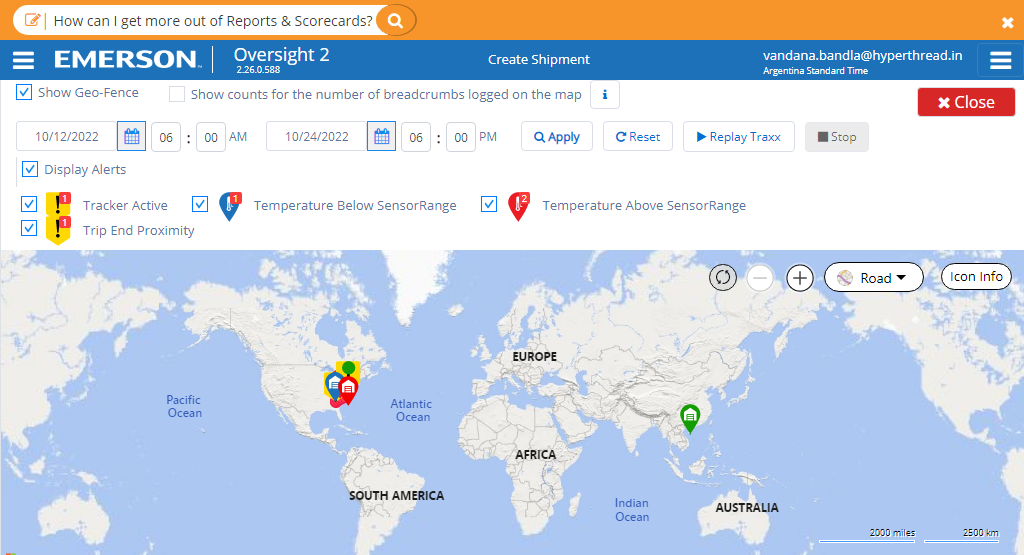 How can I get more out of Reports & Scorecards?
EMERSON
Oversight 2
2.26.0.588
Create Shipment
vandana.bandla@hyperthread.in
Argentina Standard Time
Show Geo-Fence
Show counts for the number of breadcrumbs logged on the map
i
Close
10/12/2022 06 : 00 AM 10/24/2022 06 : 00 PM Apply Reset Replay Traxx Stop
Display Alerts
1 Tracker Active 1 Temperature Below SensorRange 2 Temperature Above SensorRange
1 Trip End Proximity
Road
Icon Info
EUROPE
Pacific
Ocean
Atlantic
Ocean
AFRICA
SOUTH AMERICA
Indian
Ocean
AUSTRALIA
2000 miles 2500 km